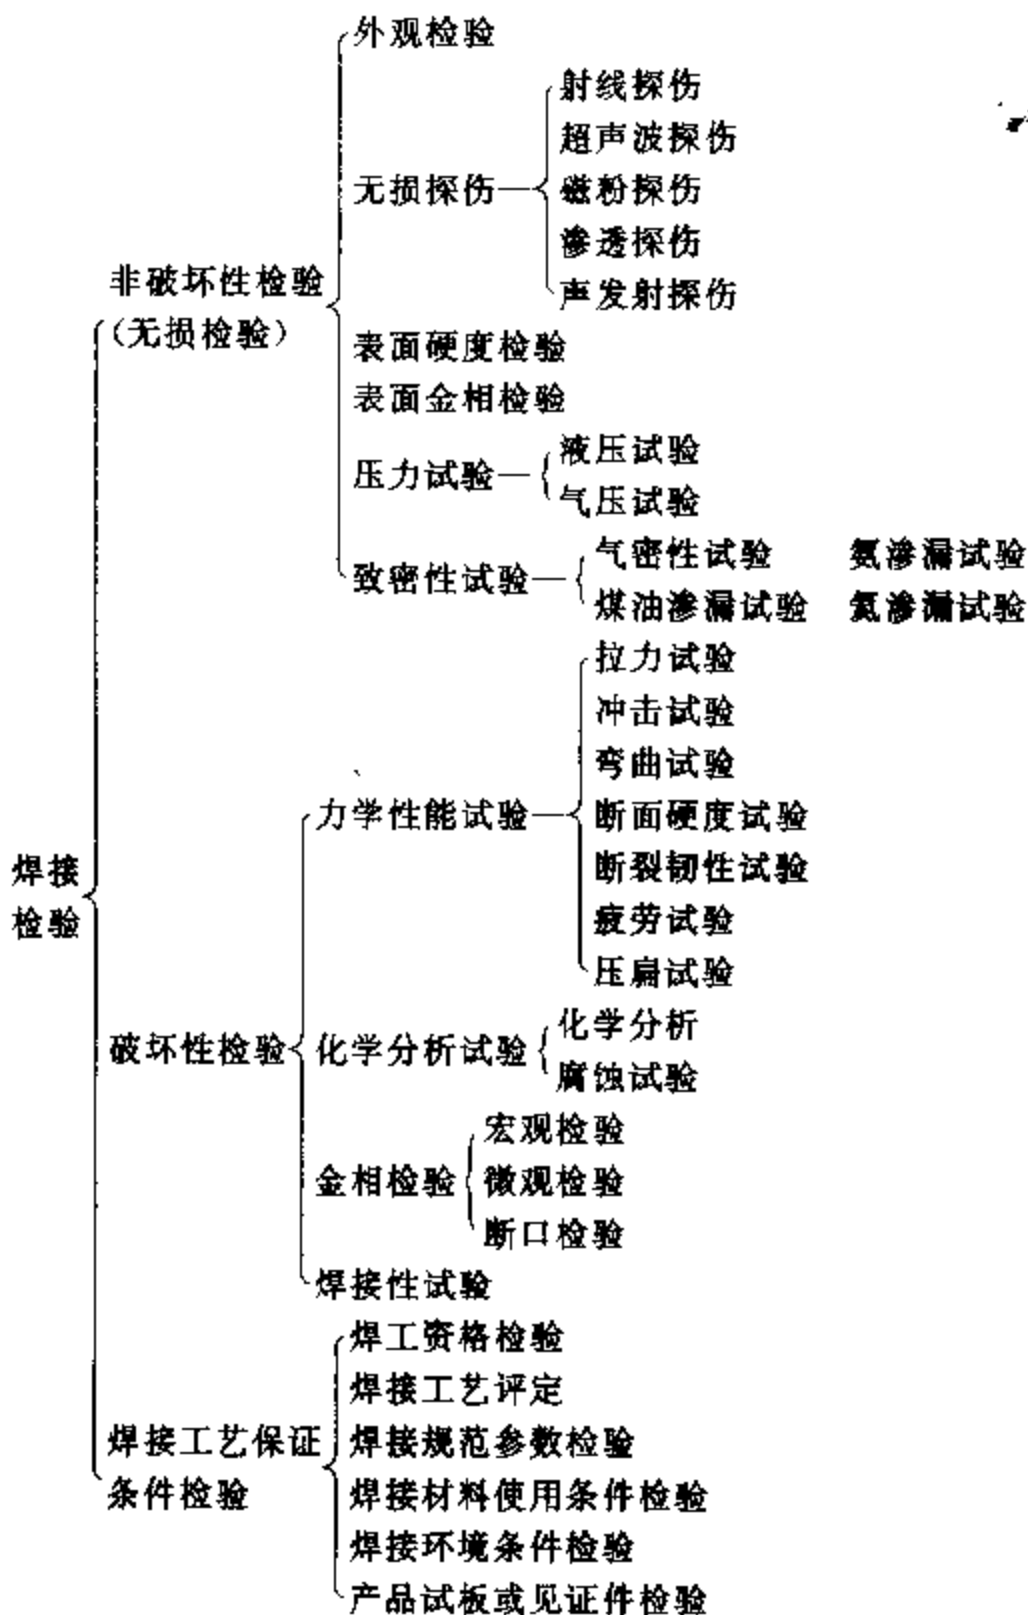 外观检验
射线探伤
超声波探伤
无损探伤
磁粉探伤
渗透探伤
声发射探伤
非破坏性检验
(无损检验)
表面硬度检验
表面金相检验
压力试验
液压试验
气压试验
致密性试验
气密性试验 氨渗漏试验
煤油渗漏试验 氦渗漏试验
拉力试验
冲击试验
弯曲试验
力学性能试验
断面硬度试验
断裂韧性试验
疲劳试验
压扁试验
焊接
检验
破坏性检验
化学分析试验
化学分析
腐蚀试验
金相检验
宏观检验
微观检验
断口检验
焊接性试验
焊接工艺保证
条件检验
焊工资格检验
焊接工艺评定
焊接规范参数检验
焊接材料使用条件检验
焊接环境条件检验
产品试板或见证件检验